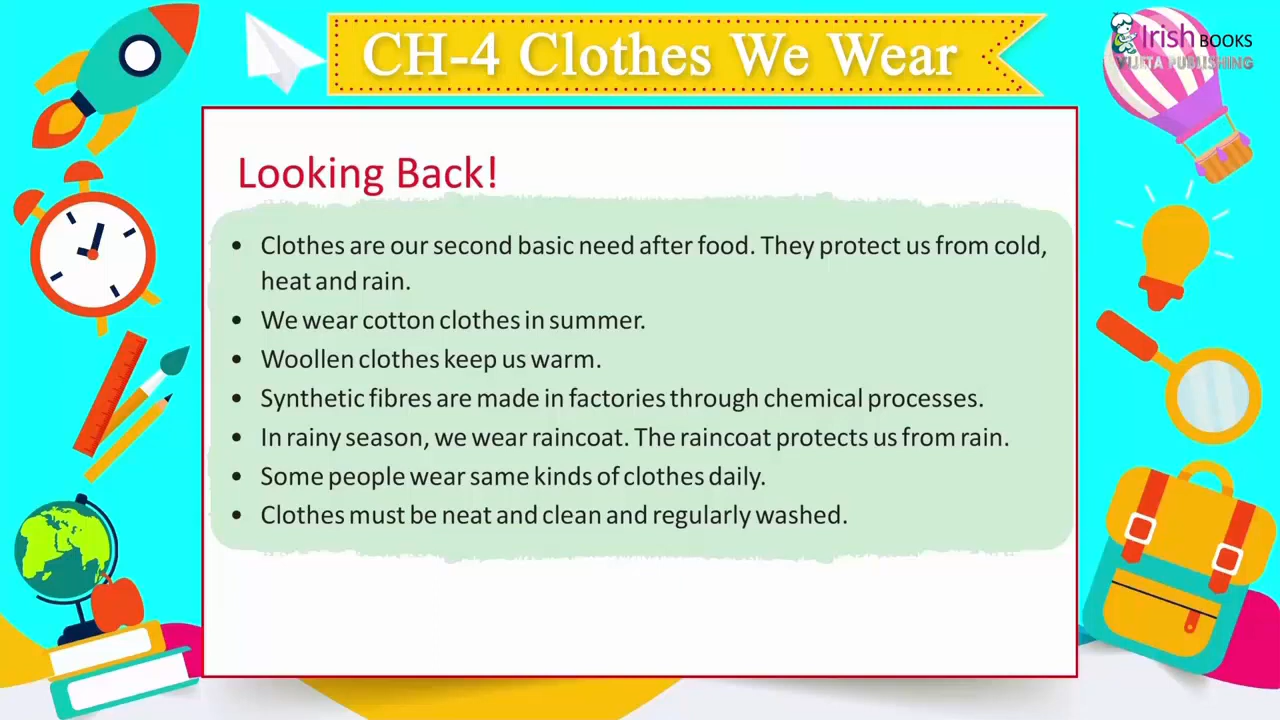 CH-4 Clothes We Wear
Irish BOOKS
VIJETA PUBLISHING
Looking Back!
• Clothes are our second basic need after food. They protect us from cold,
heat and rain.
• We wear cotton clothes in summer.
• Woollen clothes keep us warm.
• Synthetic fibres are made in factories through chemical processes.
• In rainy season, we wear raincoat. The raincoat protects us from rain.
• Some people wear same kinds of clothes daily.
• Clothes must be neat and clean and regularly washed.